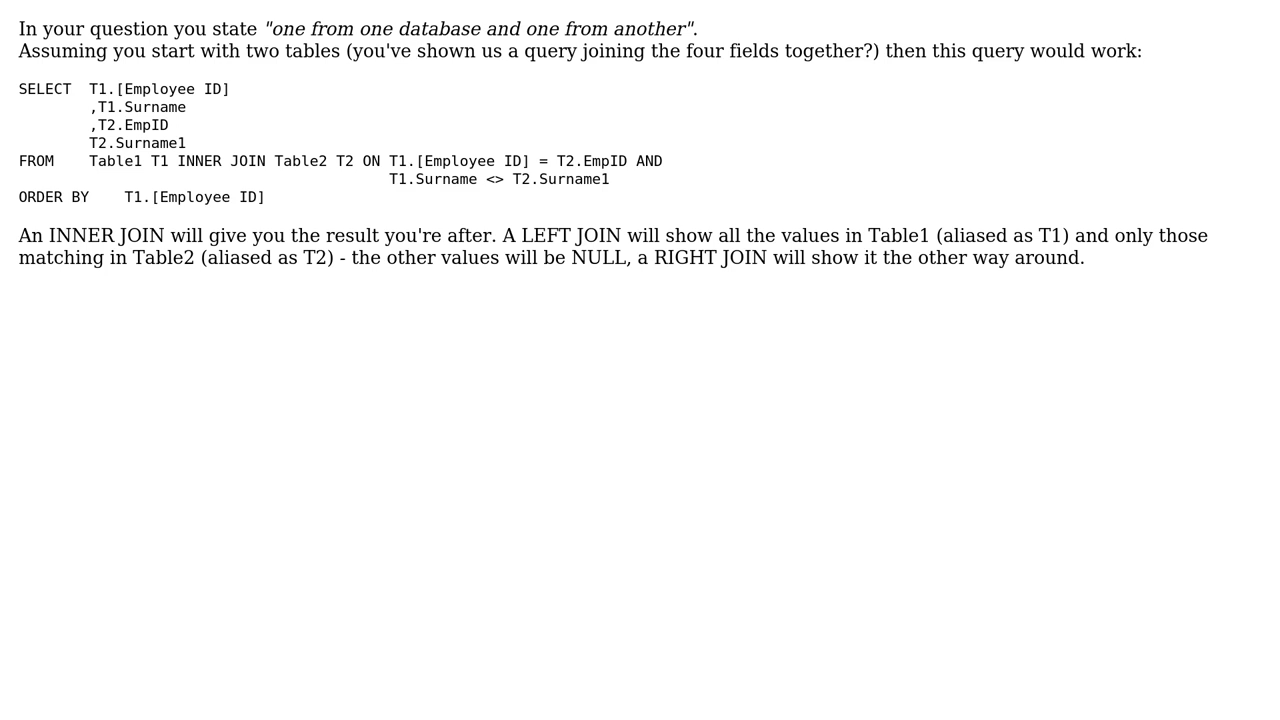 In your question you state "one from one database and one from another".
Assuming you start with two tables (you've shown us a query joining the four fields together?) then this query would work:
SELECT  T1.[Employee ID]
        ,T1.Surname
        ,T2.EmpID
        T2.Surname1
FROM    Table1 T1 INNER JOIN Table2 T2 ON T1.[Employee ID] = T2.EmpID AND
                                          T1.Surname <> T2.Surname1
ORDER BY    T1.[Employee ID]
An INNER JOIN will give you the result you're after. A LEFT JOIN will show all the values in Table1 (aliased as T1) and only those
matching in Table2 (aliased as T2) - the other values will be NULL, a RIGHT JOIN will show it the other way around.